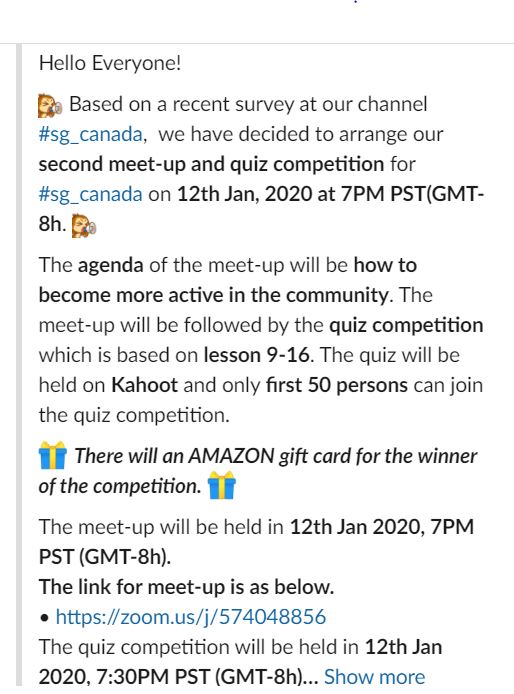 Hello Everyone!
Based on a recent survey at our channel
#sg_canada, we have decided to arrange our
second meet-up and quiz competition for
#sg_canada on 12th Jan, 2020 at 7PM PST(GMT-
8h.
The agenda of the meet-up will be how to
become more active in the community. The
meet-up will be followed by the quiz competition
which is based on lesson 9-16. The quiz will be
held on Kahoot and only first 50 persons can join
the quiz competition.
There will an AMAZON gift card for the winner
of the competition.
The meet-up will be held in 12th Jan 2020, 7PM
PST (GMT-8h).
The link for meet-up is as below.
• https://zoom.us/j/574048856
The quiz competition will be held in 12th Jan
2020, 7:30PM PST (GMT-8h)... Show more